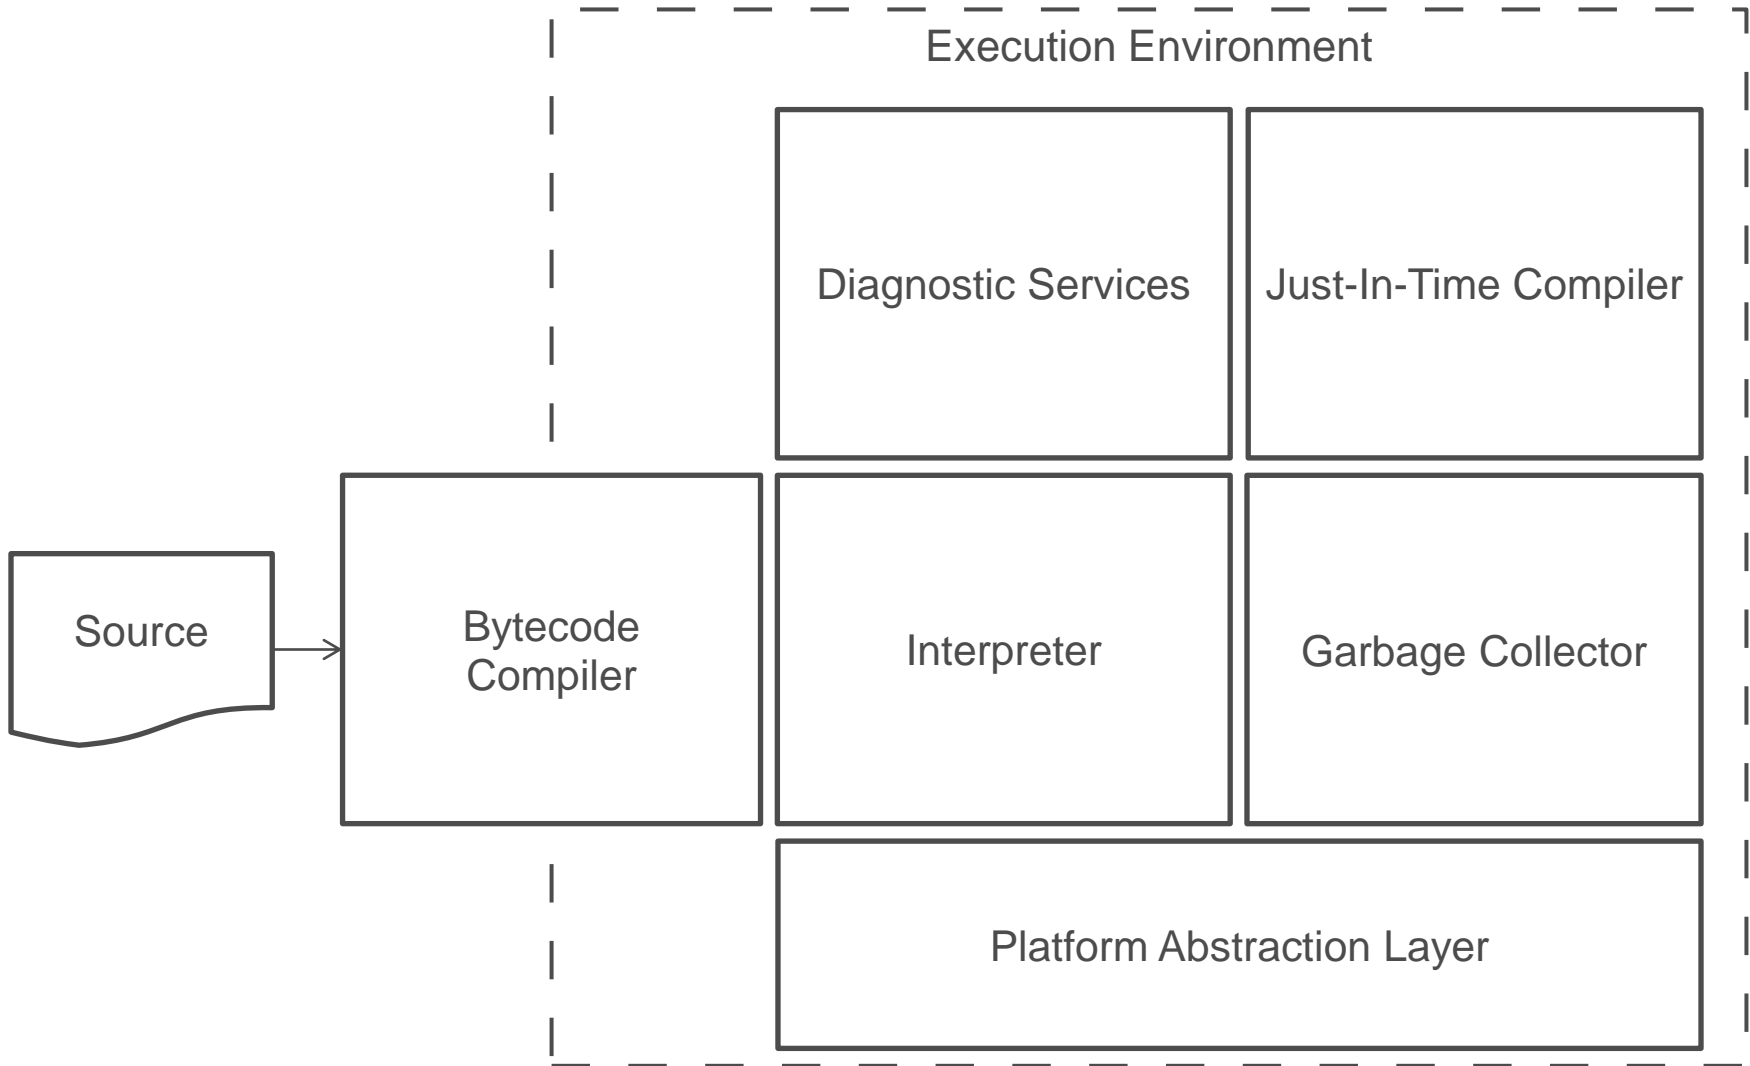 Execution Environment
Diagnostic Services
Just-In-Time Compiler
Source
Bytecode
Compiler
Interpreter
Garbage Collector
Platform Abstraction Layer